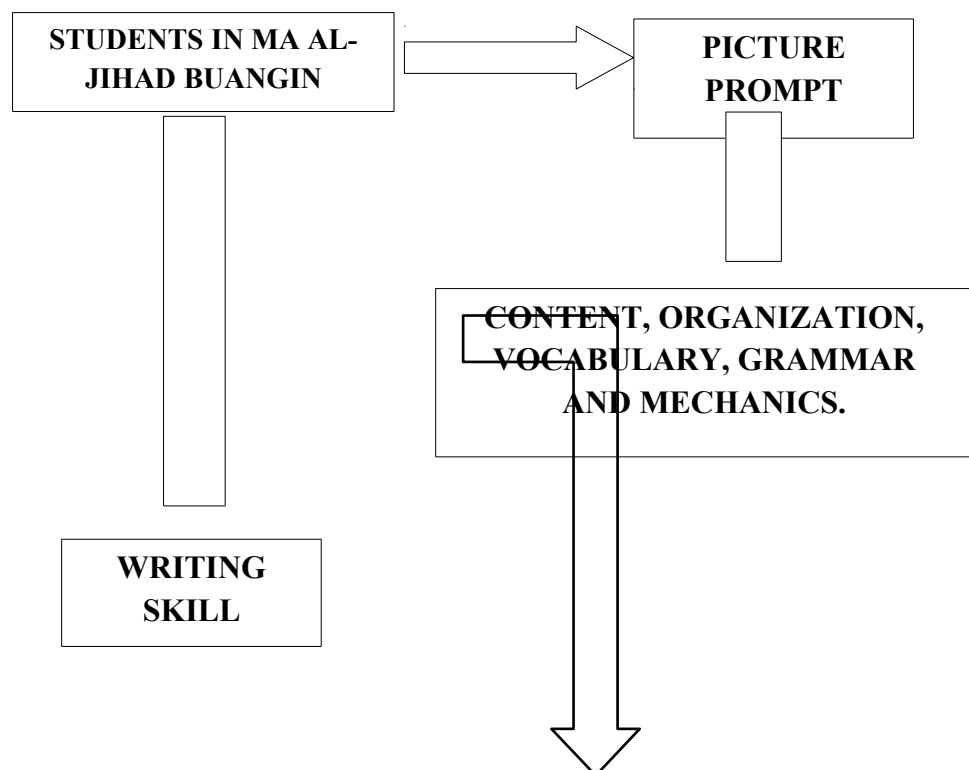 STUDENTS IN MA AL-
JIHAD BUANGIN
PICTURE
PROMPT
CONTENT, ORGANIZATION,
VOCABULARY, GRAMMAR
AND MECHANICS.
WRITING
SKILL